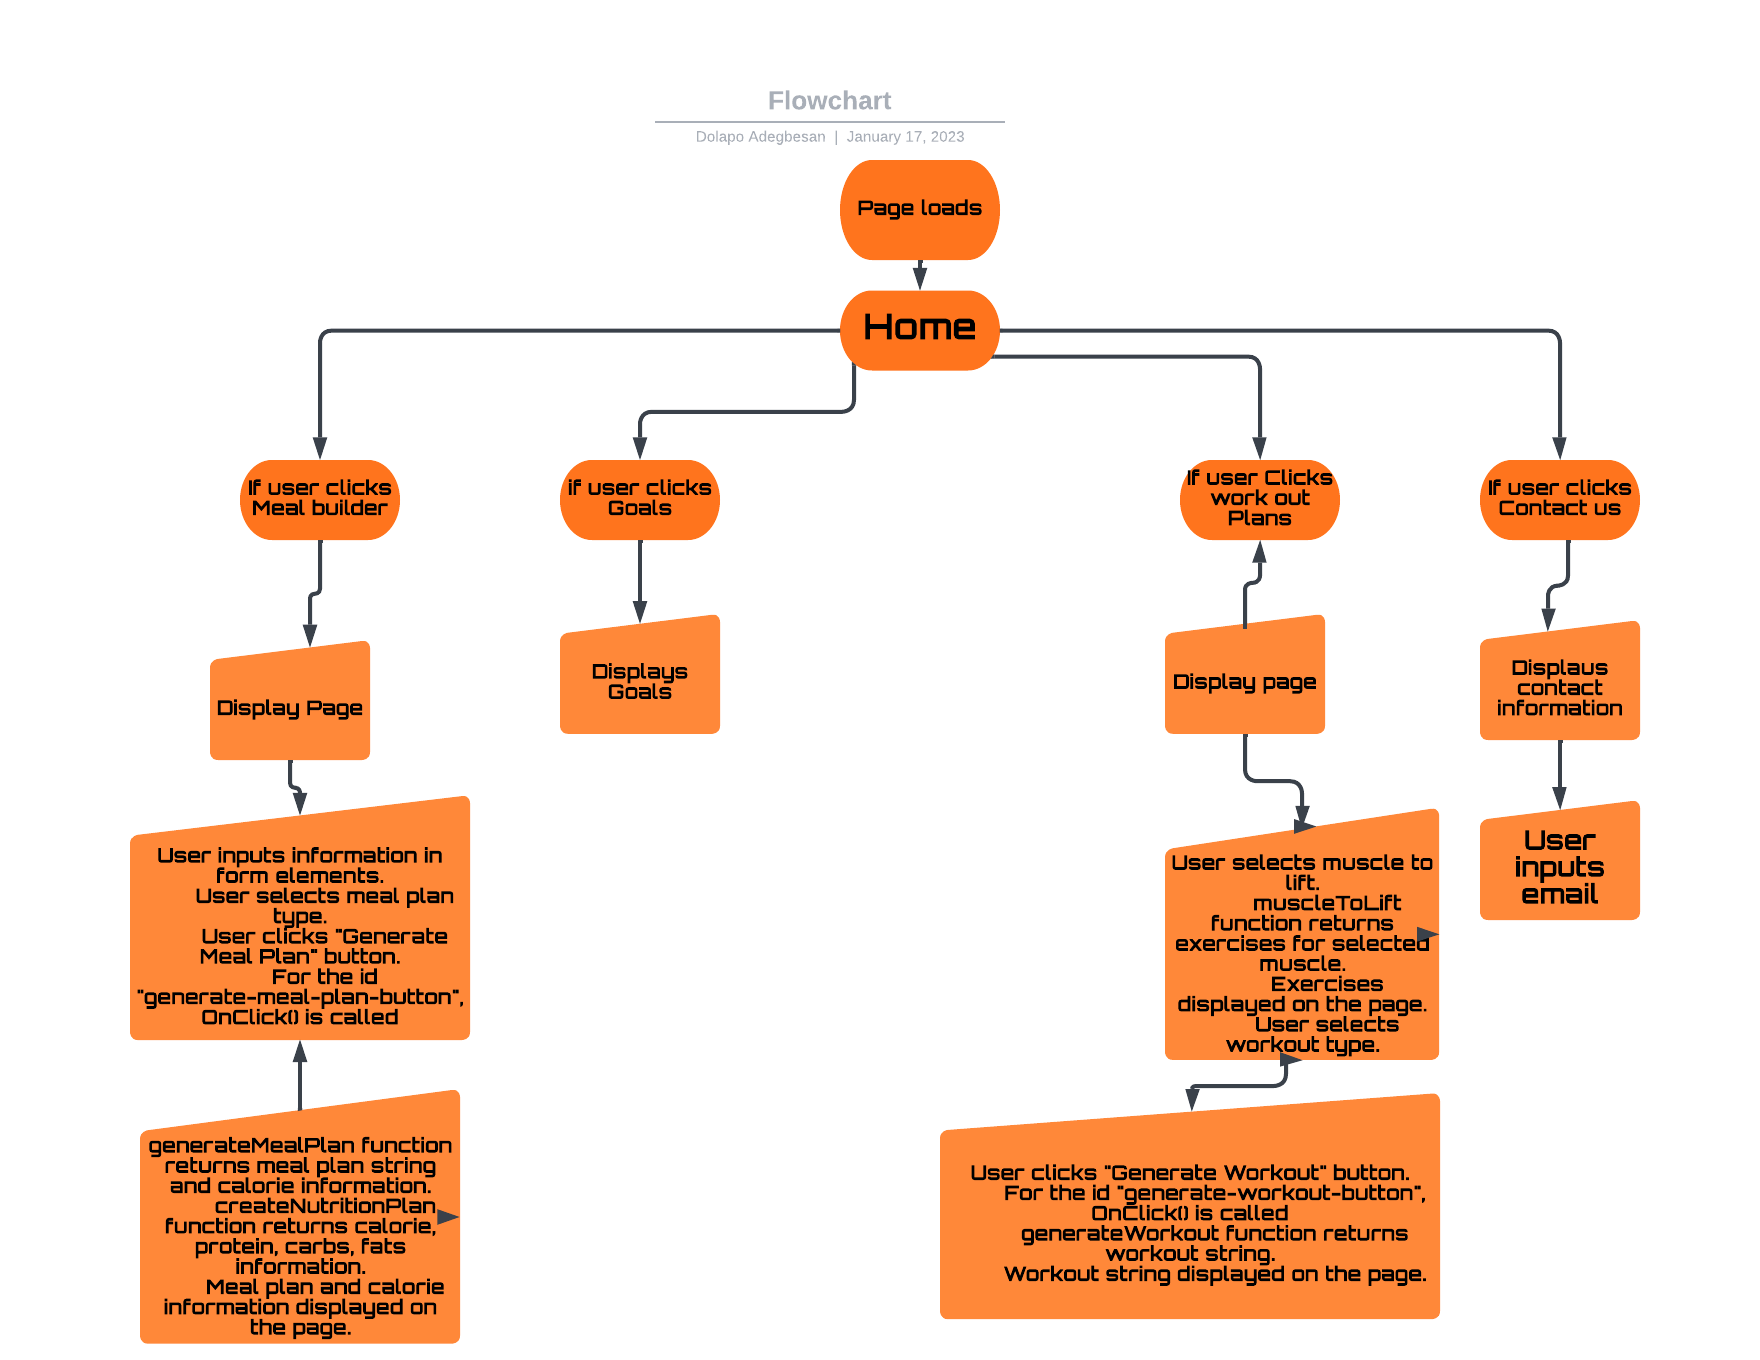 Flowchart
Dolapo Adegbesan | January 17, 2023
Page loads
Home
If user clicks
Meal builder
if user clicks
Goals
If user Clicks
work out
Plans
If user clicks
Contact us
Display Page
Displays
Goals
Display page
Displaus
contact
information
User inputs information in
form elements.
User selects meal plan
type.
User clicks "Generate
Meal Plan" button.
For the id
"generate-meal-plan-button",
OnClick() is called
User selects muscle to
lift.
muscleToLift
function returns
exercises for selected
muscle.
Exercises
displayed on the page.
User selects
workout type.
User
inputs
email
generateMealPlan function
returns meal plan string
and calorie information.
createNutritionPlan
function returns calorie,
protein, carbs, fats
information.
Meal plan and calorie
information displayed on
the page.
User clicks "Generate Workout" button.
For the id "generate-workout-button",
OnClick() is called
generateWorkout function returns
workout string.
Workout string displayed on the page.